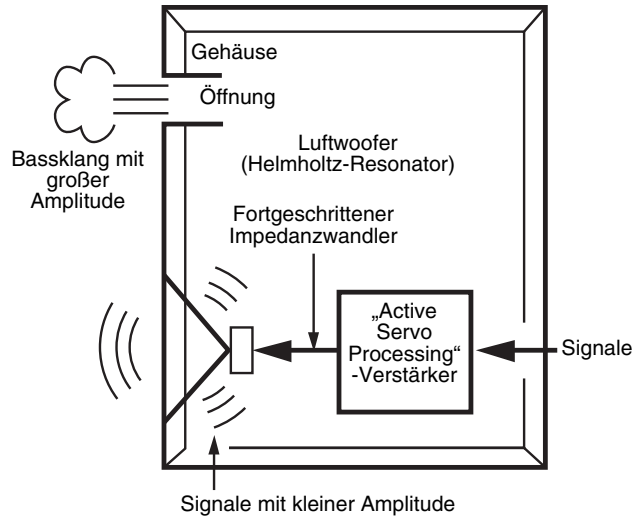 Gehäuse
Öffnung
Bassklang mit
großer
Amplitude
Luftwoofer
(Helmholtz-Resonator)
Fortgeschrittener
Impedanzwandler
„Active
Servo
Processing“
-Verstärker
Signale
Signale mit kleiner Amplitude